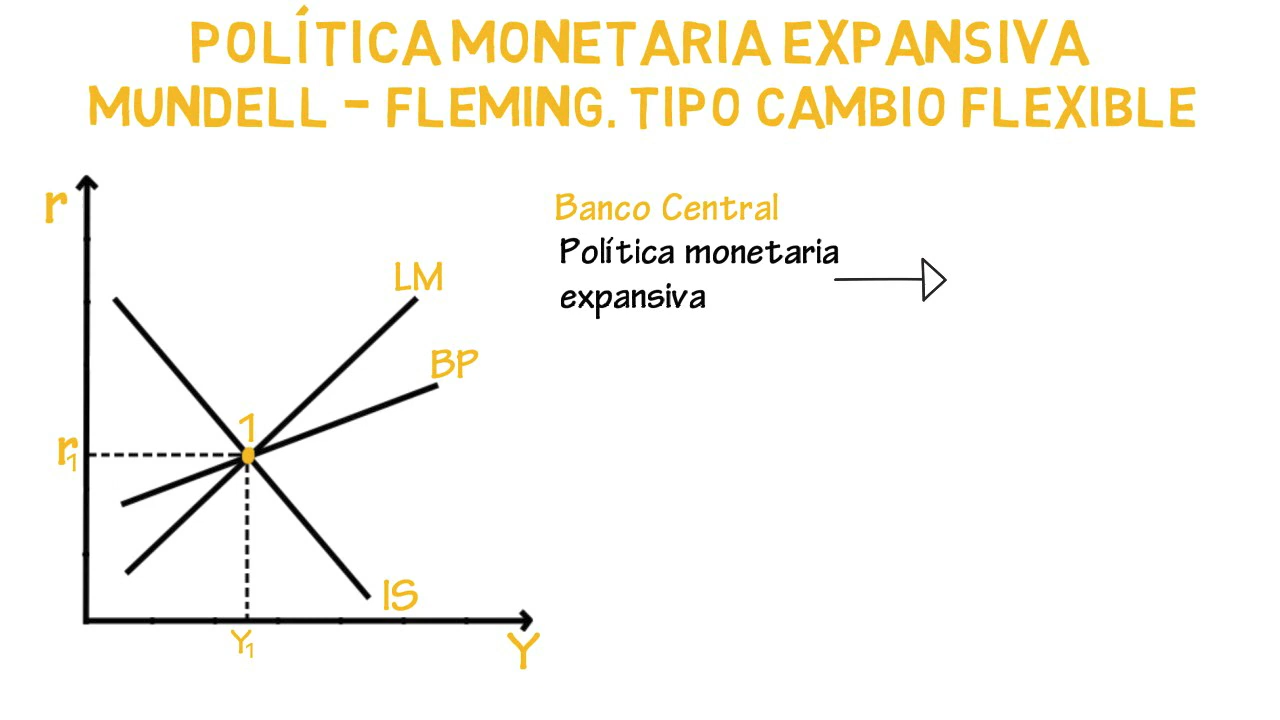 POLÍTICA MONETARIA EXPANSIVA
MUNDELL - FLEMING. TIPO CAMBIO FLEXIBLE
r
Banco Central
Política monetaria
expansiva
LM
BP
1
r1
IS
Y1
Y